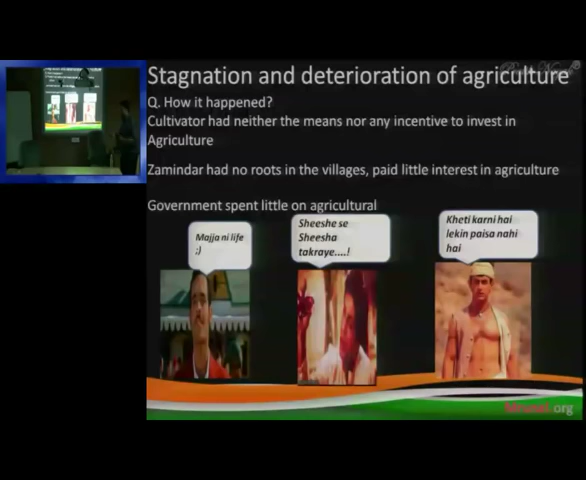 Stagnation and deterioration of agriculture
Q. How it happened?
Cultivator had neither the means nor any incentive to invest in
Agriculture
Zamindar had no roots in the villages, paid little interest in agriculture
Government spent little on agricultural
Majja ni life
;)
Sheeshe se
Sheesha
takraye....!
Kheti karni hai
lekin paisa nahi
hai
.org